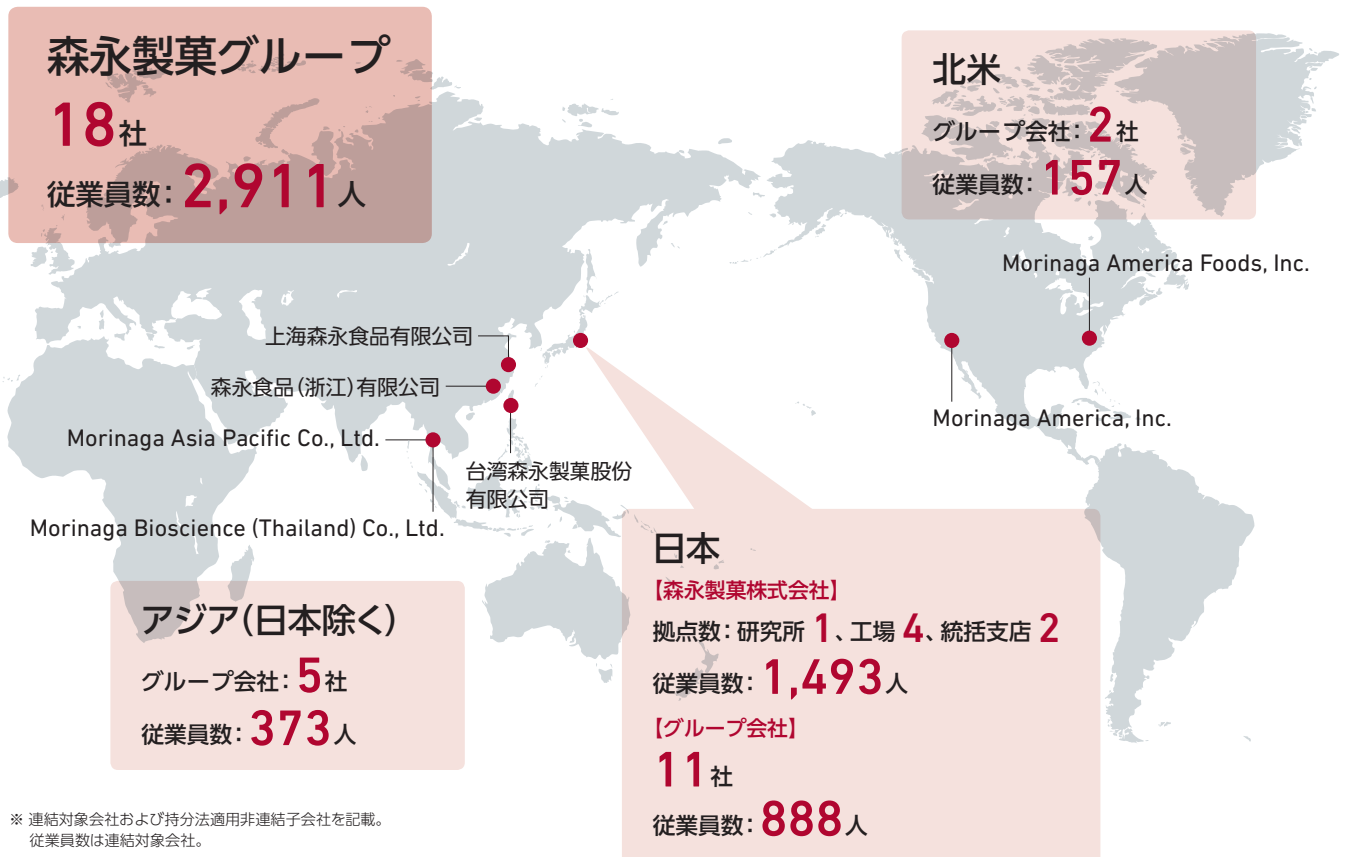 森永製菓グループ
18社
従業員数：2,911人
北米
グループ会社：2社
従業員数：157人
Morinaga America Foods, Inc.
Morinaga America, Inc.
上海森永食品有限公司
森永食品（浙江）有限公司
Morinaga Asia Pacific Co., Ltd.
台湾森永製菓股份
有限公司
Morinaga Bioscience (Thailand) Co., Ltd.
アジア（日本除く）
グループ会社：5社
従業員数：373人
日本
【森永製菓株式会社】
拠点数：研究所 1、工場 4、統括支店 2
従業員数：1,493人
【グループ会社】
11社
従業員数：888人
※ 連結対象会社および持分法適用非連結子会社を記載。
従業員数は連結対象会社。